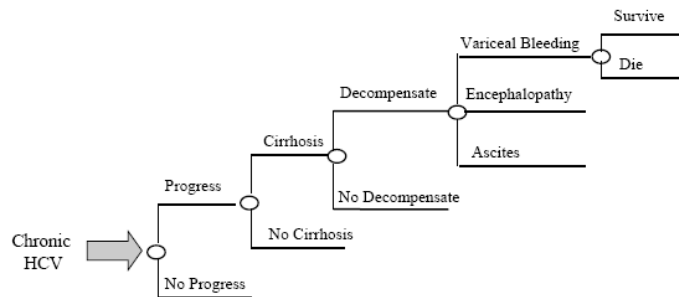 Survive
Variceal Bleeding
Die
Decompensate
Encephalopathy
Cirrhosis
Ascites
Progress
No Decompensate
Chronic
HCV
No Cirrhosis
No Progress